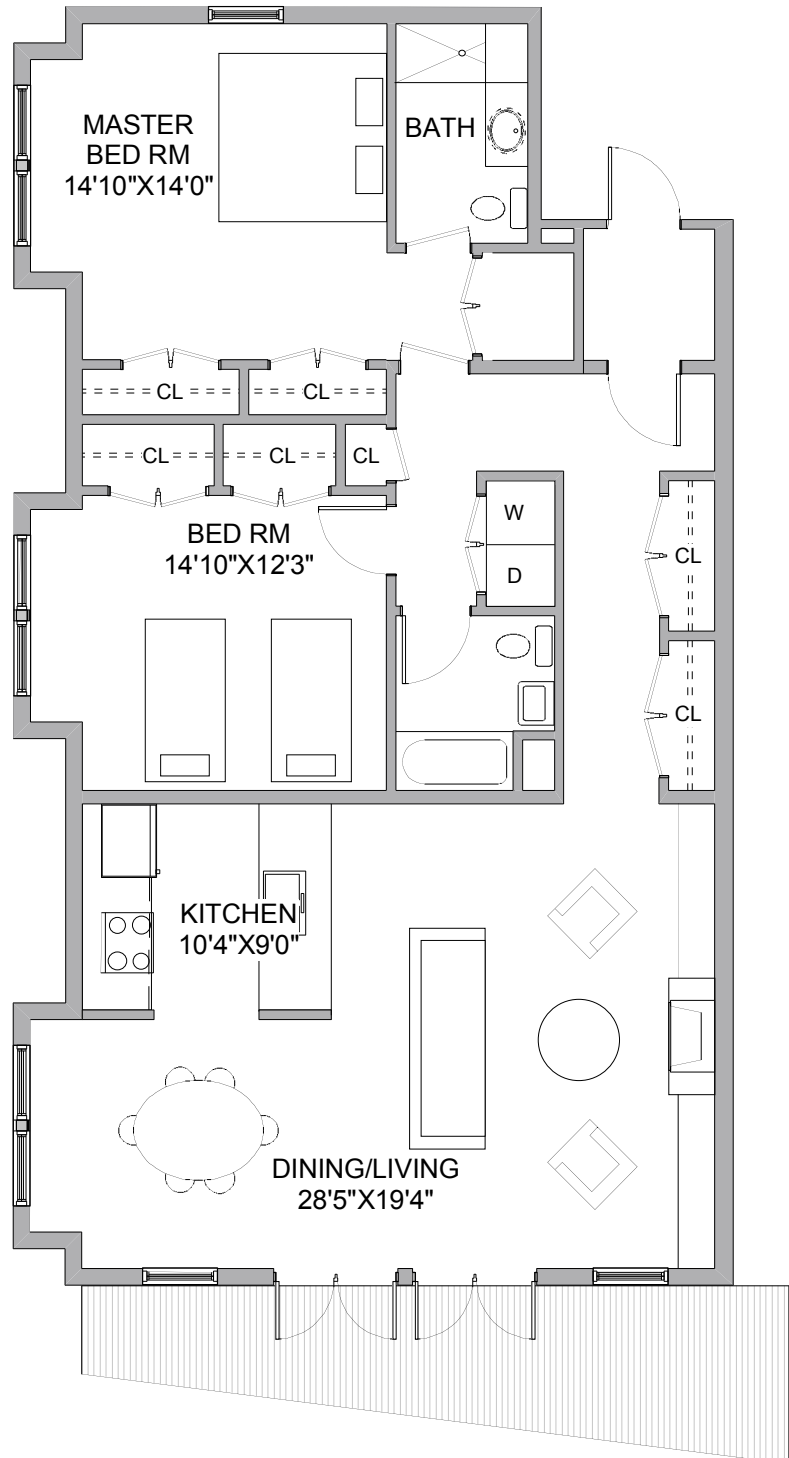 MASTER
BED RM
14'10"X14'0"
BATH
CL
CL
CL
CL
CL
BED RM
14'10"X12'3"
W
D
CL
CL
KITCHEN
10'4"X9'0"
DINING/LIVING
28'5"X19'4"